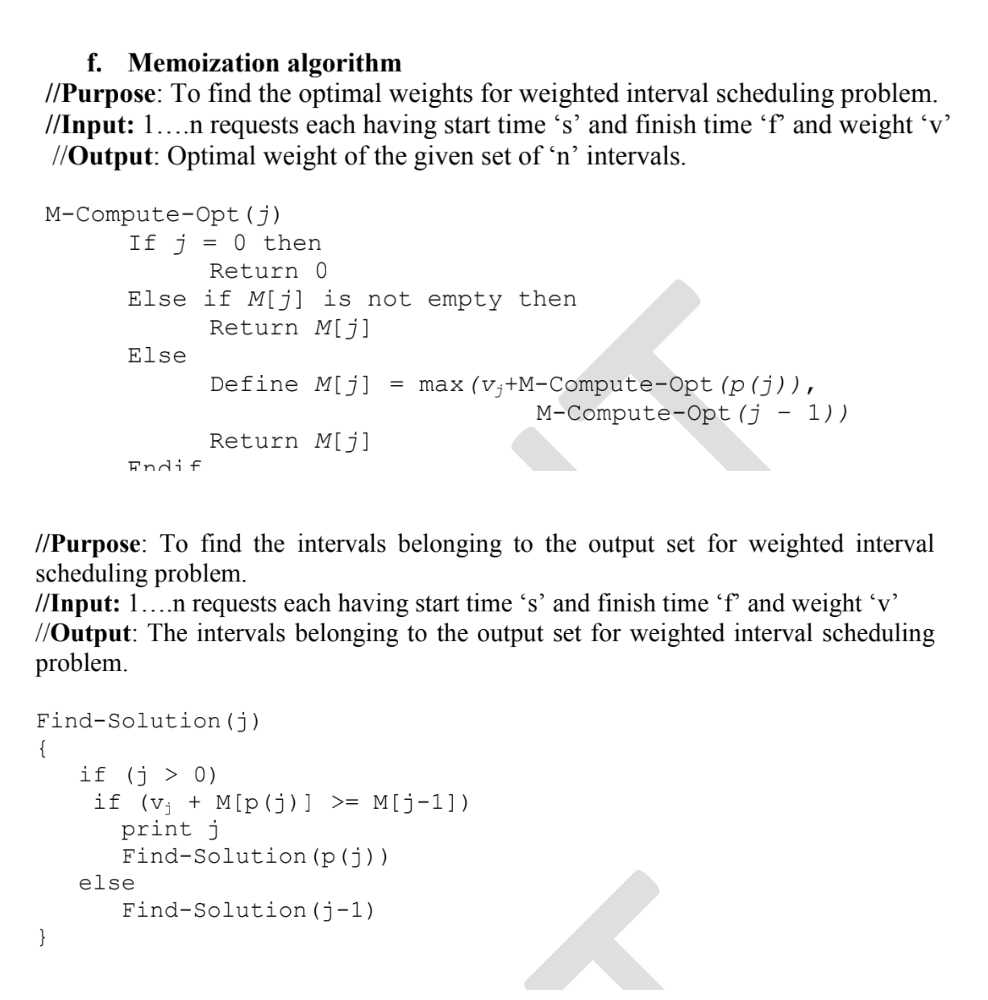 f. Memoization algorithm
//Purpose: To find the optimal weights for weighted interval scheduling problem.
//Input: 1….n requests each having start time ‘s’ and finish time ‘f’ and weight ‘v’
//Output: Optimal weight of the given set of ‘n’ intervals.
M-Compute-Opt(j)
If j = 0 then
Return 0
Else if M[j] is not empty then
Return M[j]
Else
Define M[j] = max(vj+M-Compute-Opt(p(j)),
M-Compute-Opt(j – 1))
Return M[j]
Endif
//Purpose: To find the intervals belonging to the output set for weighted interval
scheduling problem.
//Input: 1….n requests each having start time ‘s’ and finish time ‘f’ and weight ‘v’
//Output: The intervals belonging to the output set for weighted interval scheduling
problem.
Find-Solution(j)
{
if (j > 0)
if (vj + M[p(j)] >= M[j-1])
print j
Find-Solution(p(j))
else
Find-Solution(j-1)
}